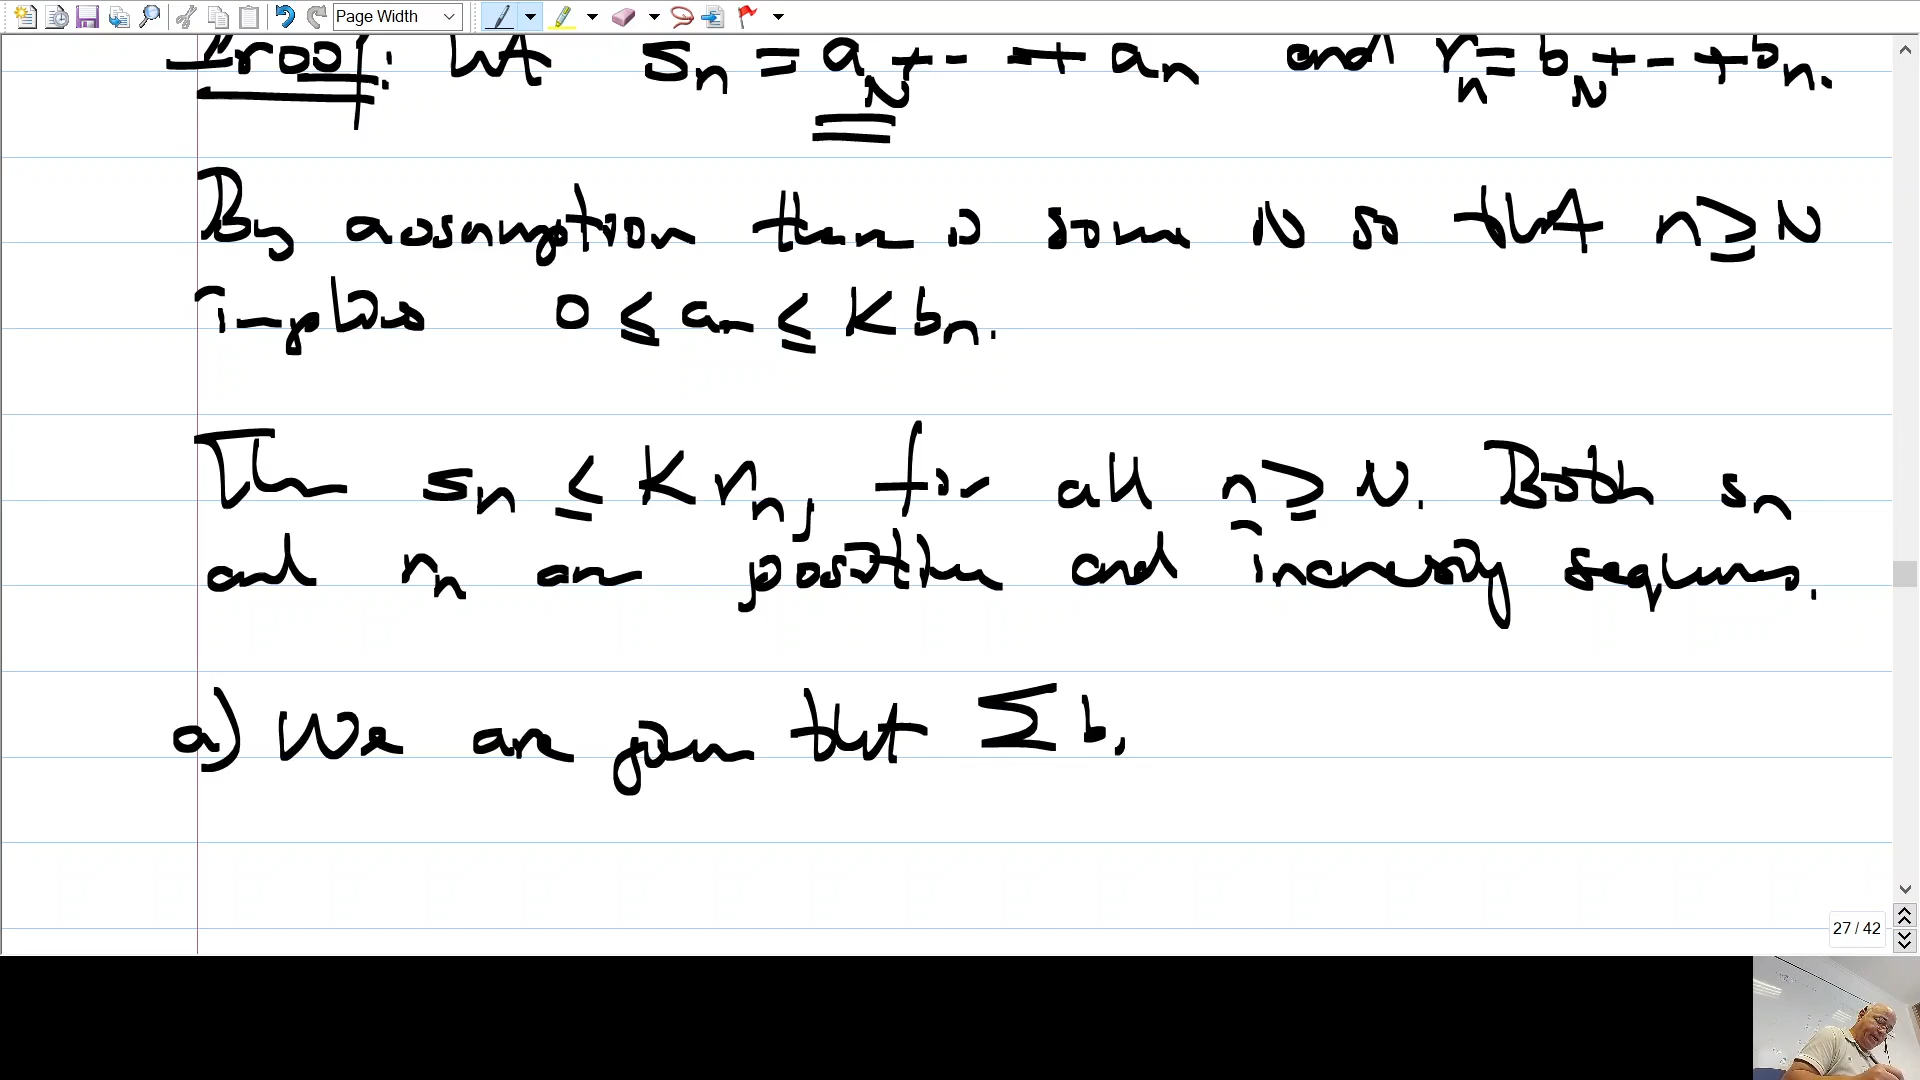 Page Width
Proof: Let s_n = a_N + - - + a_n and r_n = b_N + - + b_n.
By assumption there is some N so that n ≥ N
implies 0 ≤ a_n ≤ K b_n.
Then s_n ≤ K r_n, for all n ≥ N. Both s_n
and r_n are positive and increasing sequences.
a) We are given that Σ b,
27 / 42